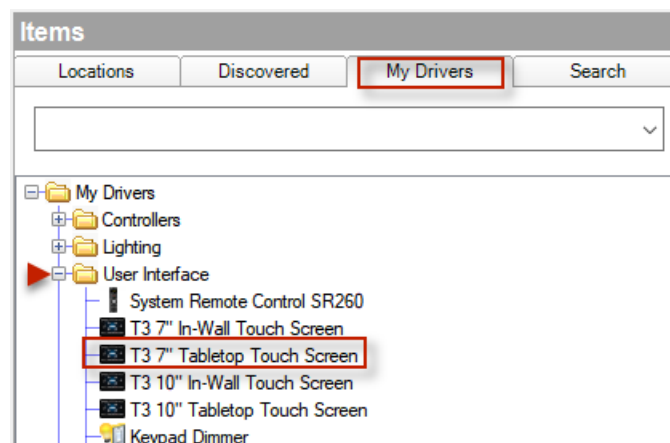 Items
Locations Discovered My Drivers Search
My Drivers
Controllers
Lighting
User Interface
System Remote Control SR260
T3 7" In-Wall Touch Screen
T3 7" Tabletop Touch Screen
T3 10" In-Wall Touch Screen
T3 10" Tabletop Touch Screen
Keypad Dimmer